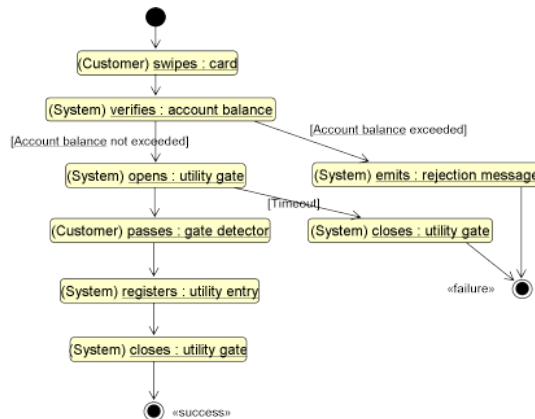 (Customer) swipes : card
(System) verifies : account balance
[Account balance not exceeded]
[Account balance exceeded]
(System) opens : utility gate
(System) emits : rejection message
[Timeout]
(Customer) passes : gate detector
(System) closes : utility gate
(System) registers : utility entry
«failure»
(System) closes : utility gate
«success»